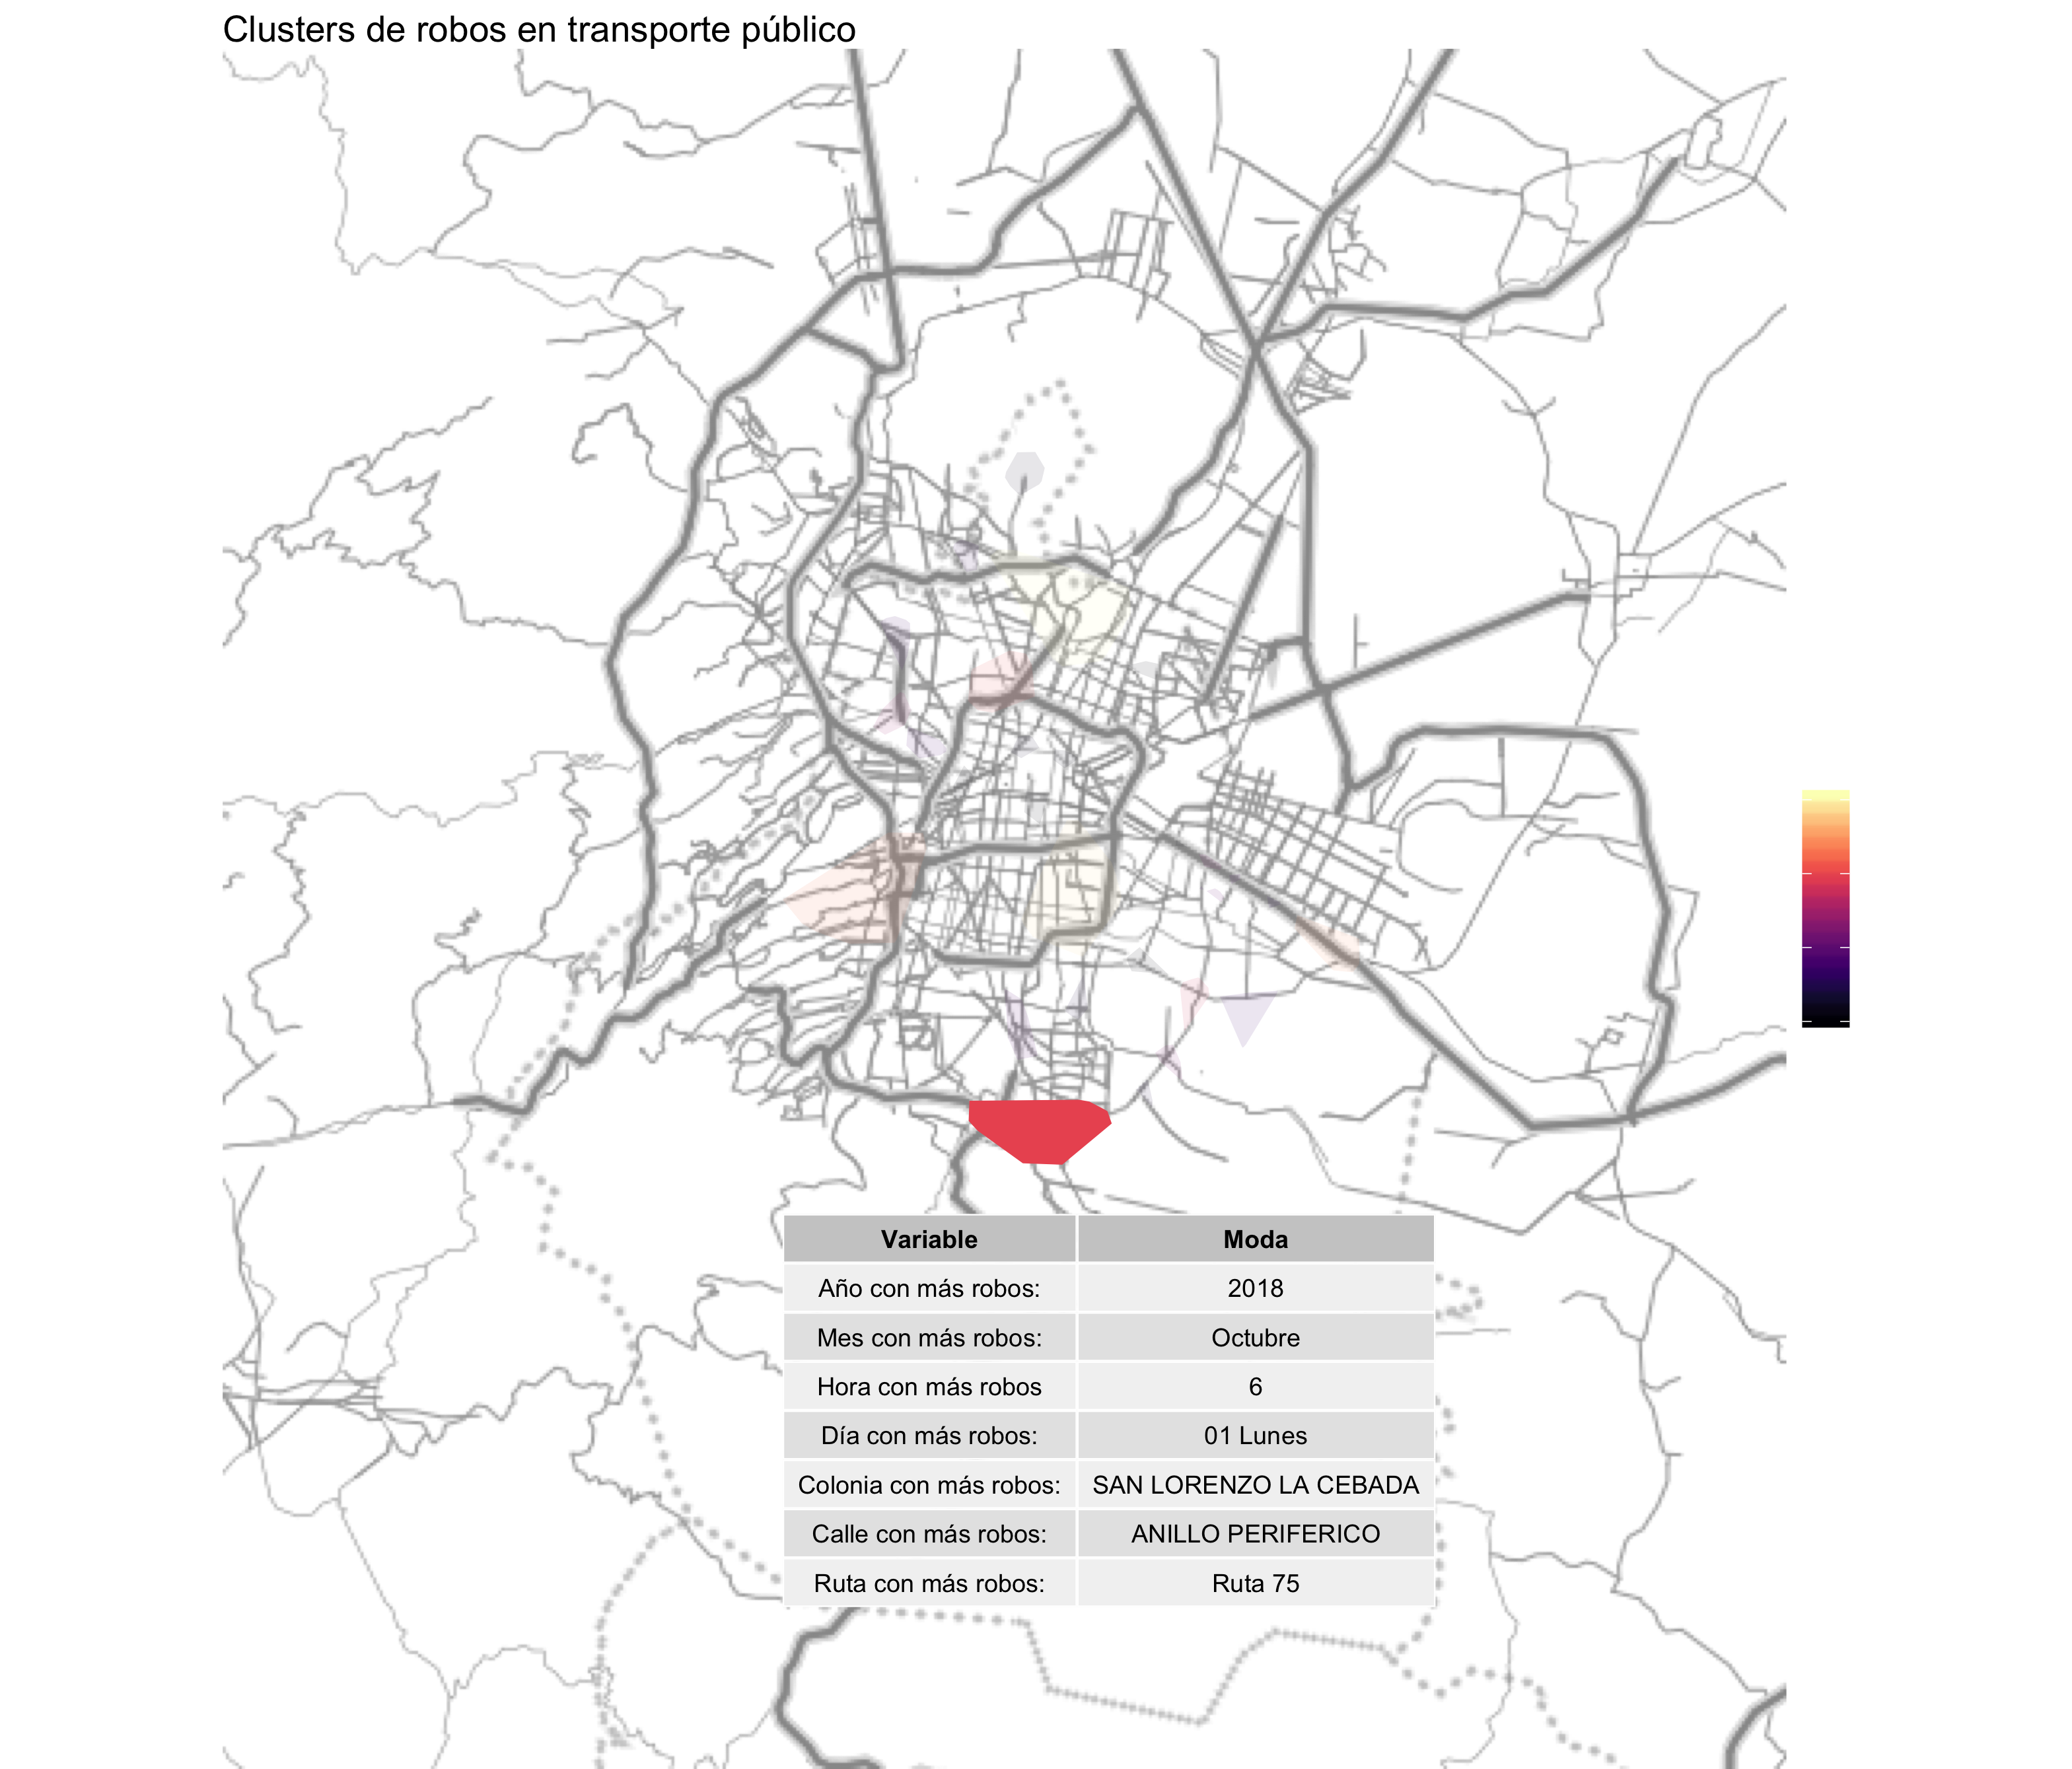 Clusters de robos en transporte público
Variable Moda
Año con más robos: 2018
Mes con más robos: Octubre
Hora con más robos 6
Día con más robos: 01 Lunes
Colonia con más robos: SAN LORENZO LA CEBADA
Calle con más robos: ANILLO PERIFERICO
Ruta con más robos: Ruta 75